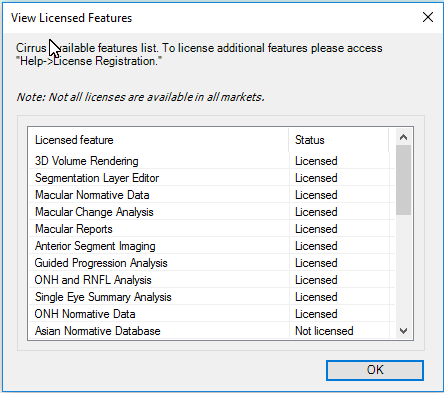 View Licensed Features
Cirrus available features list. To license additional features please access
"Help->License Registration."
Note: Not all licenses are available in all markets.
Licensed feature Status
3D Volume Rendering Licensed
Segmentation Layer Editor Licensed
Macular Normative Data Licensed
Macular Change Analysis Licensed
Macular Reports Licensed
Anterior Segment Imaging Licensed
Guided Progression Analysis Licensed
ONH and RNFL Analysis Licensed
Single Eye Summary Analysis Licensed
ONH Normative Data Licensed
Asian Normative Database Not licensed
OK